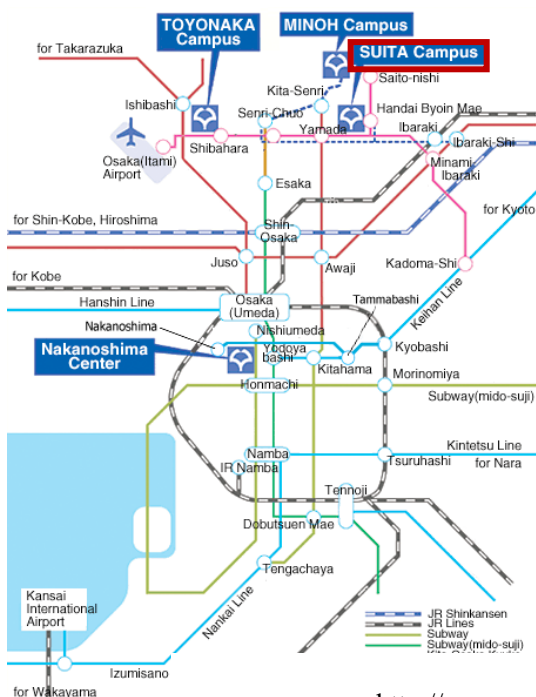 TOYONAKA
Campus
MINOH Campus
SUITA Campus
for Takarazuka
Saito-nishi
Kita-Senri
Ishibashi
Senri-Chuo
Handai Byoin Mae
Ibaraki
Yamada
Shibahara
Ibaraki-Shi
Osaka(Itami)
Airport
Minami
Ibaraki
Esaka
for Kyoto
for Shin-Kobe, Hiroshima
Shin-
Osaka
Juso
Awaji
Kadoma-Shi
for Kobe
Hanshin Line
Osaka
(Umeda)
Tammabashi
Keihan Line
Nakanoshima
Nishiumeda
Yodoya
bashi
Kyobashi
Nakanoshima
Center
Kitahama
Morinomiya
Honmachi
Subway(mido-suji)
Namba
Kintetsu Line
for Nara
Tsuruhashi
JR Namba
Tennoji
Dobutsuen Mae
Tengachaya
Kansai
International
Airport
Nankai Line
JR Shinkansen
JR Lines
Subway
Subway(mido-suji)
Izumisano
for Wakayama